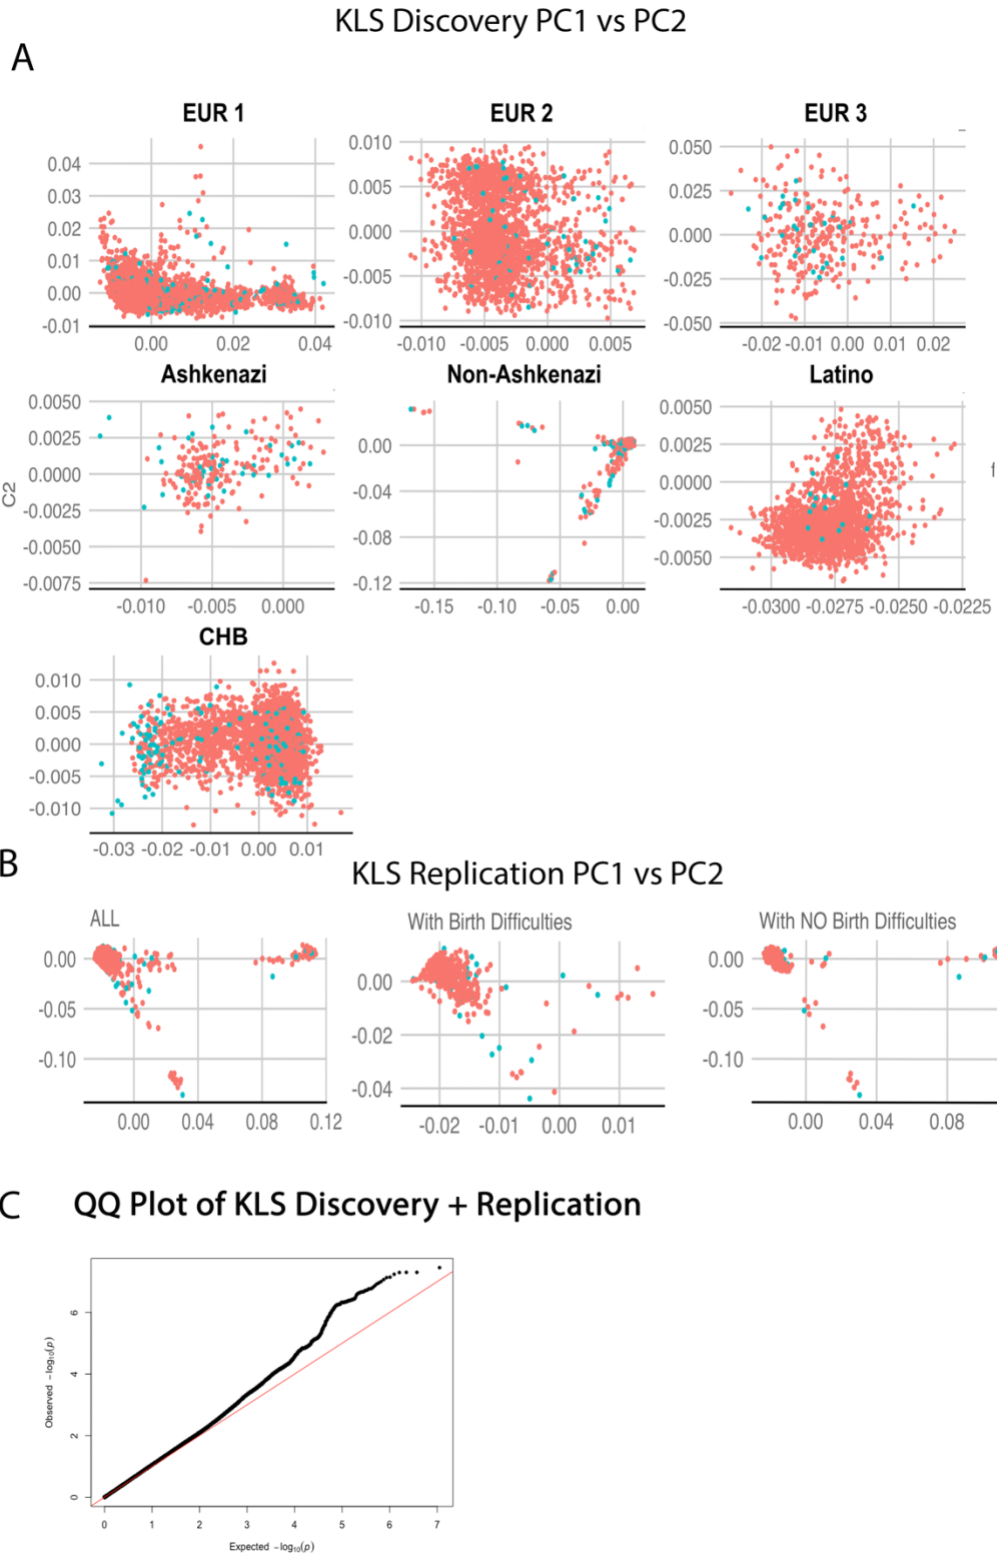 KLS Discovery PC1 vs PC2
A
EUR 1
EUR 2
EUR 3
0.04
0.03
0.02
0.01
0.00
-0.01
0.00 0.02 0.04
0.010
0.005
0.000
-0.005
-0.010
-0.010 -0.005 0.000 0.005
0.050
0.025
0.000
-0.025
-0.050
-0.02 -0.01 0.00 0.01 0.02
Ashkenazi
Non-Ashkenazi
Latino
C2
0.0050
0.0025
0.0000
-0.0025
-0.0050
-0.0075
-0.010 -0.005 0.000
0.00
-0.04
-0.08
-0.12
-0.15 -0.10 -0.05 0.00
0.0050
0.0025
0.0000
-0.0025
-0.0050
-0.0300 -0.0275 -0.0250 -0.0225
f
CHB
0.010
0.005
0.000
-0.005
-0.010
-0.03 -0.02 -0.01 0.00 0.01
B
KLS Replication PC1 vs PC2
ALL
With Birth Difficulties
With NO Birth Difficulties
0.00
-0.05
-0.10
0.00 0.04 0.08 0.12
0.00
-0.02
-0.04
-0.02 -0.01 0.00 0.01
0.00
-0.05
-0.10
0.00 0.04 0.08
C
QQ Plot of KLS Discovery + Replication
Observed −log10(p)
6
4
2
0
0 1 2 3 4 5 6 7
Expected −log10(p)